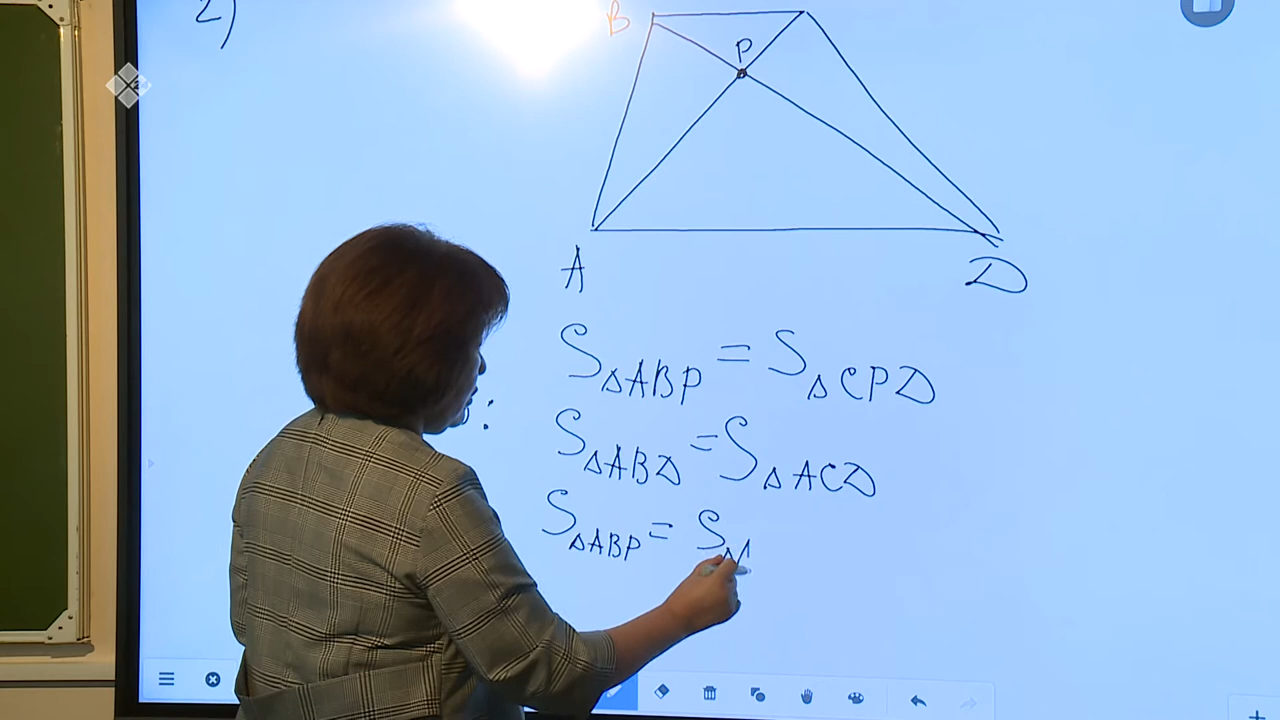 2)
B
P
A
D
S△ABP = S△CPD
S△ABD = S△ACD
S△ABP = S△